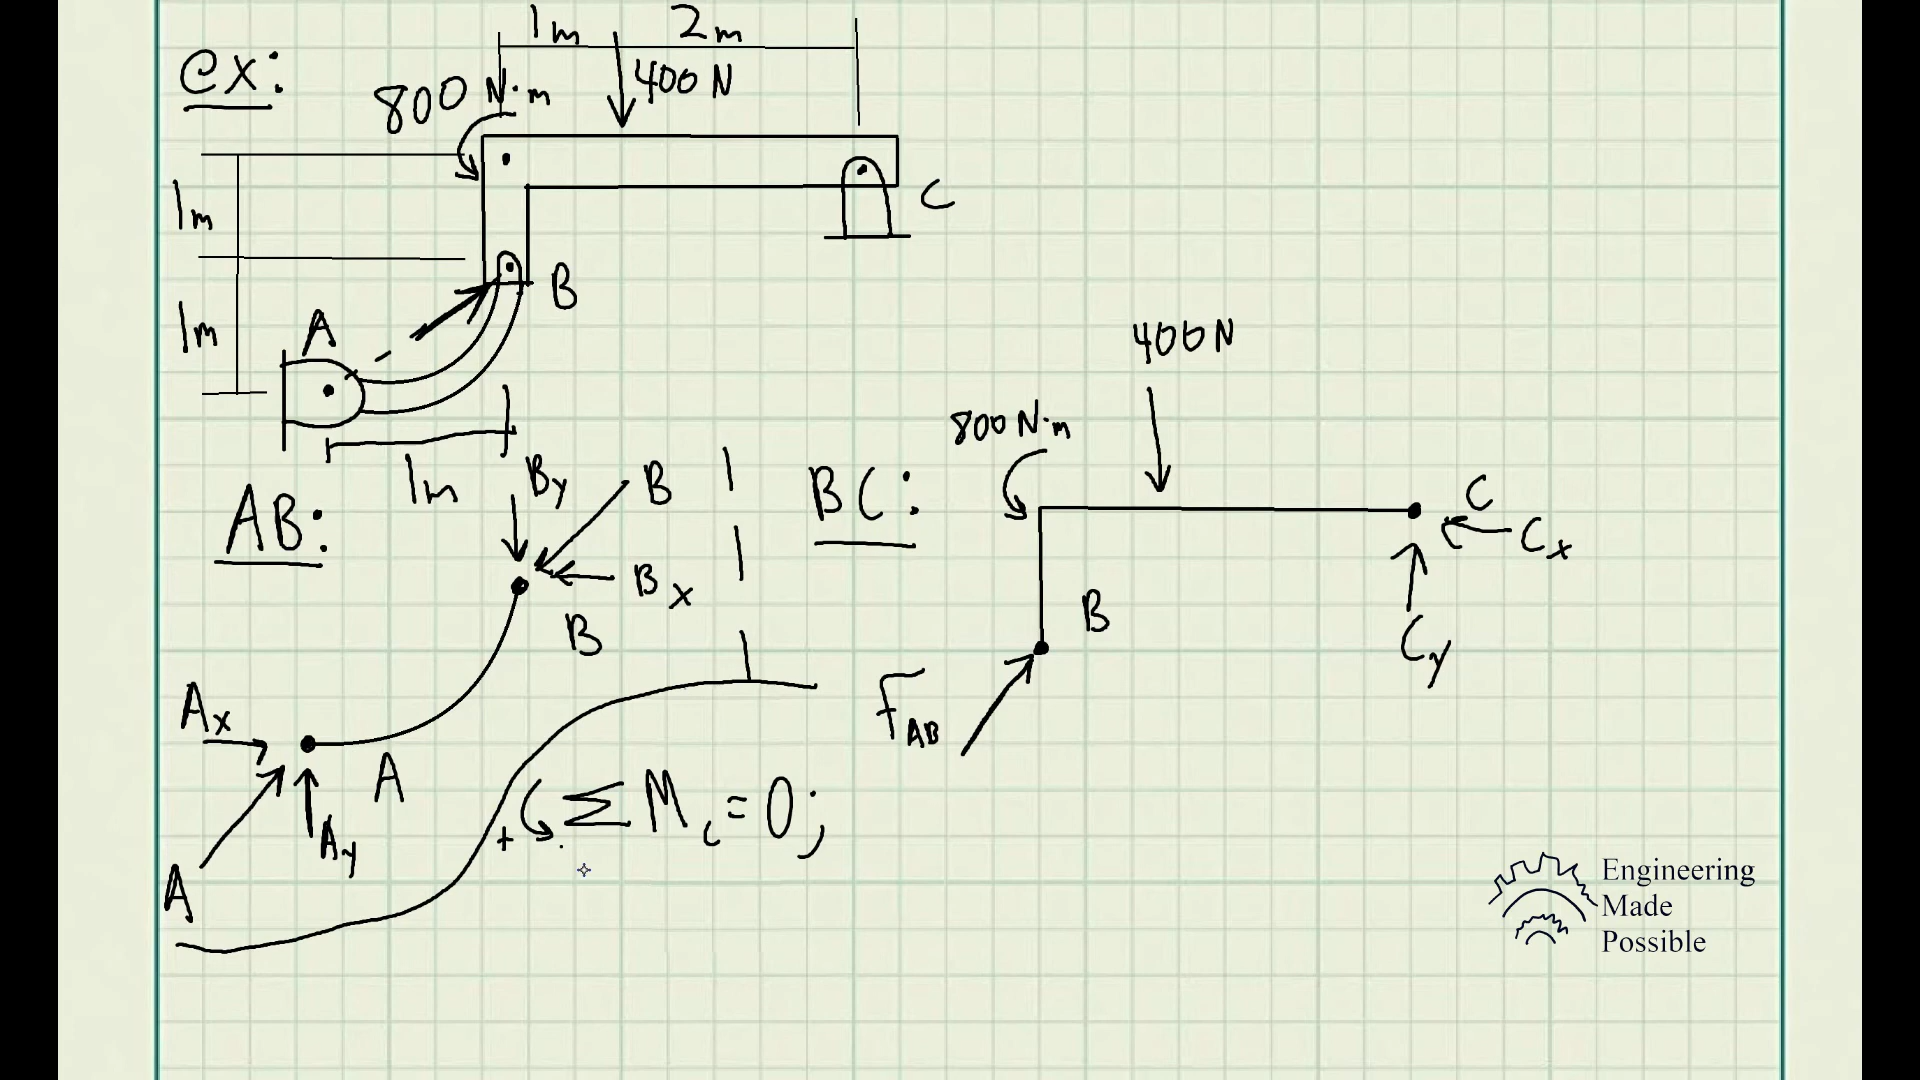 ex:
1m 2m
800 N·m
400 N
1m
C
B
1m
A
1m
AB:
By
B
Bx
B
Ax
A
Ay
A
+ ΣMc = 0;
BC:
400N
800 N·m
C
Cx
Cy
B
FAB
Engineering
Made
Possible